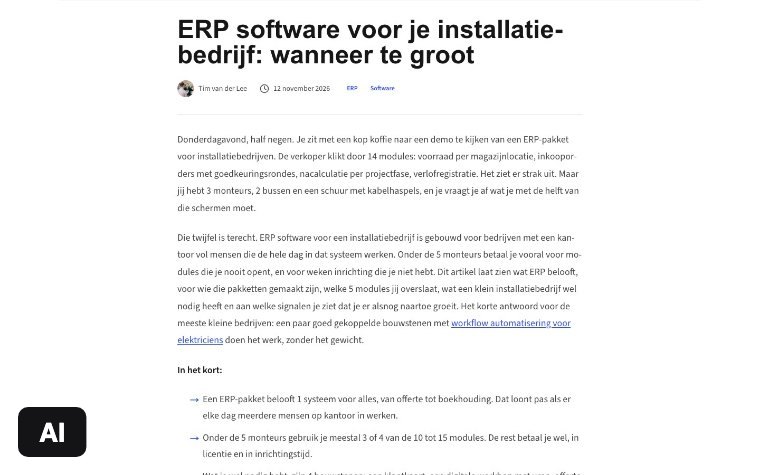 ERP software voor je installatie-
bedrijf: wanneer te groot
Tim van der Lee 12 november 2026 ERP Software
Donderdagavond, half negen. Je zit met een kop koffie naar een demo te kijken van een ERP-pakket
voor installatiebedrijven. De verkoper klikt door 14 modules: voorraad per magazijnlocatie, inkoopor-
ders met goedkeuringsrondes, nacalculatie per projectfase, verlofregistratie. Het ziet er strak uit. Maar
jij hebt 3 monteurs, 2 bussen en een schuur met kabelhaspels, en je vraagt je af wat je met de helft van
die schermen moet.
Die twijfel is terecht. ERP software voor een installatiebedrijf is gebouwd voor bedrijven met een kan-
toor vol mensen die de hele dag in dat systeem werken. Onder de 5 monteurs betaal je vooral voor mo-
dules die je nooit opent, en voor weken inrichting die je niet hebt. Dit artikel laat zien wat ERP belooft,
voor wie die pakketten gemaakt zijn, welke 5 modules jij overslaat, wat een klein installatiebedrijf wel
nodig heeft en aan welke signalen je ziet dat je er alsnog naartoe groeit. Het korte antwoord voor de
meeste kleine bedrijven: een paar goed gekoppelde bouwstenen met workflow automatisering voor
elektriciens doen het werk, zonder het gewicht.
In het kort:
→ Een ERP-pakket belooft 1 systeem voor alles, van offerte tot boekhouding. Dat loont pas als er
elke dag meerdere mensen op kantoor in werken.
→ Onder de 5 monteurs gebruik je meestal 3 of 4 van de 10 tot 15 modules. De rest betaal je wel, in
licentie en in inrichtingstijd.
AI